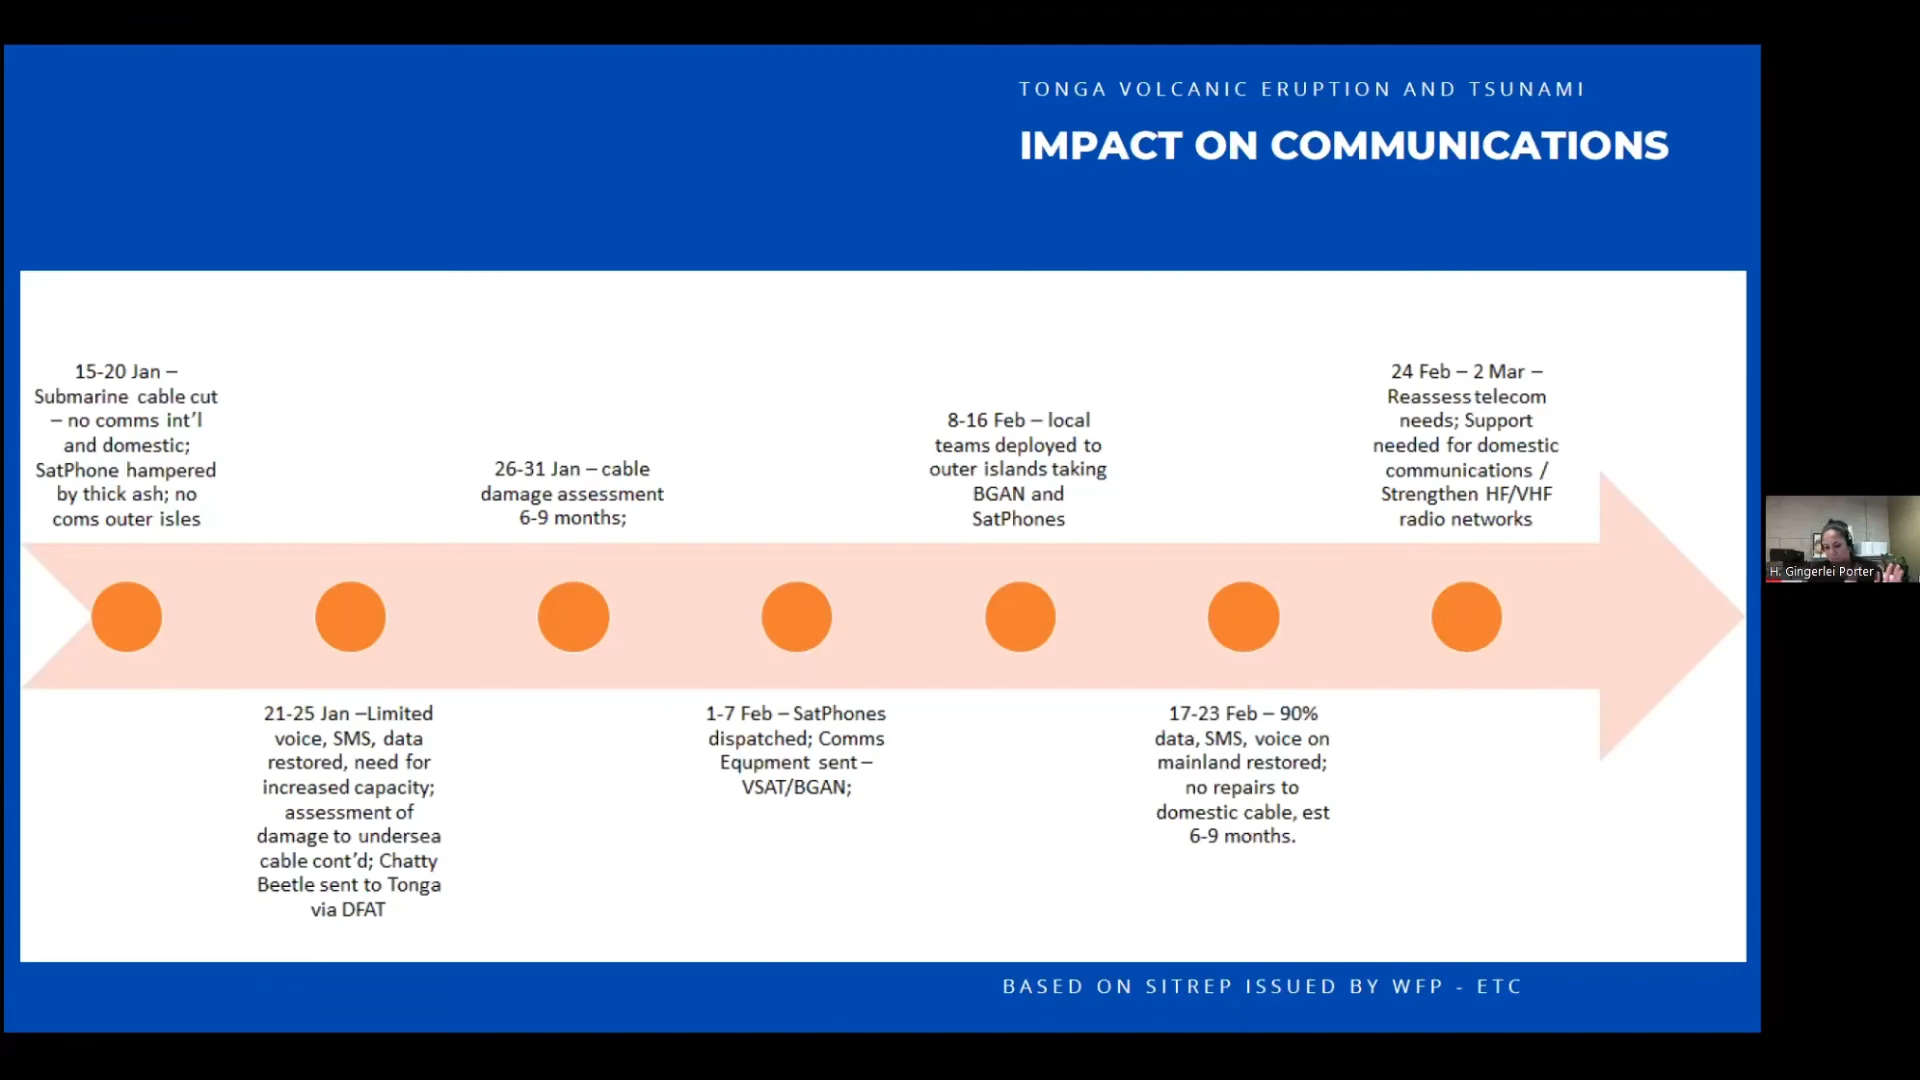 TONGA VOLCANIC ERUPTION AND TSUNAMI
IMPACT ON COMMUNICATIONS
15-20 Jan –
Submarine cable cut
– no comms int'l
and domestic;
SatPhone hampered
by thick ash; no
coms outer isles
21-25 Jan –Limited
voice, SMS, data
restored, need for
increased capacity;
assessment of
damage to undersea
cable cont'd; Chatty
Beetle sent to Tonga
via DFAT
26-31 Jan – cable
damage assessment
6-9 months;
1-7 Feb – SatPhones
dispatched; Comms
Equpment sent –
VSAT/BGAN;
8-16 Feb – local
teams deployed to
outer islands taking
BGAN and
SatPhones
17-23 Feb – 90%
data, SMS, voice on
mainland restored;
no repairs to
domestic cable, est
6-9 months.
24 Feb – 2 Mar –
Reassess telecom
needs; Support
needed for domestic
communications /
Strengthen HF/VHF
radio networks
BASED ON SITREP ISSUED BY WFP - ETC
H. Gingerlei Porter